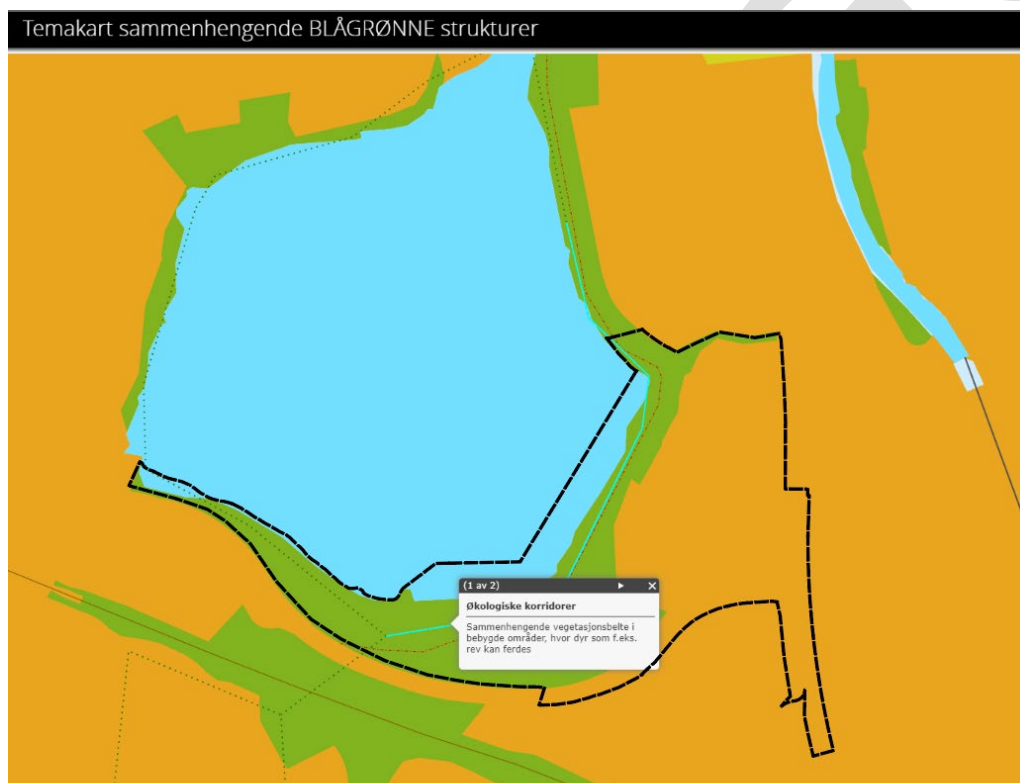 Temakart sammenhengende BLÅGRØNNE strukturer
(1 av 2)
Økologiske korridorer
Sammenhengende vegetasjonsbelte i
bebygde områder, hvor dyr som f.eks.
rev kan ferdes